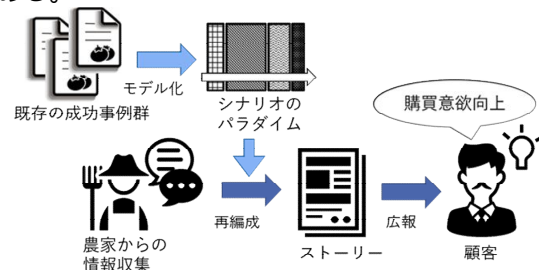 既存の成功事例群
モデル化
シナリオの
パラダイム
購買意欲向上
農家からの
情報収集
再編成
ストーリー
広報
顧客